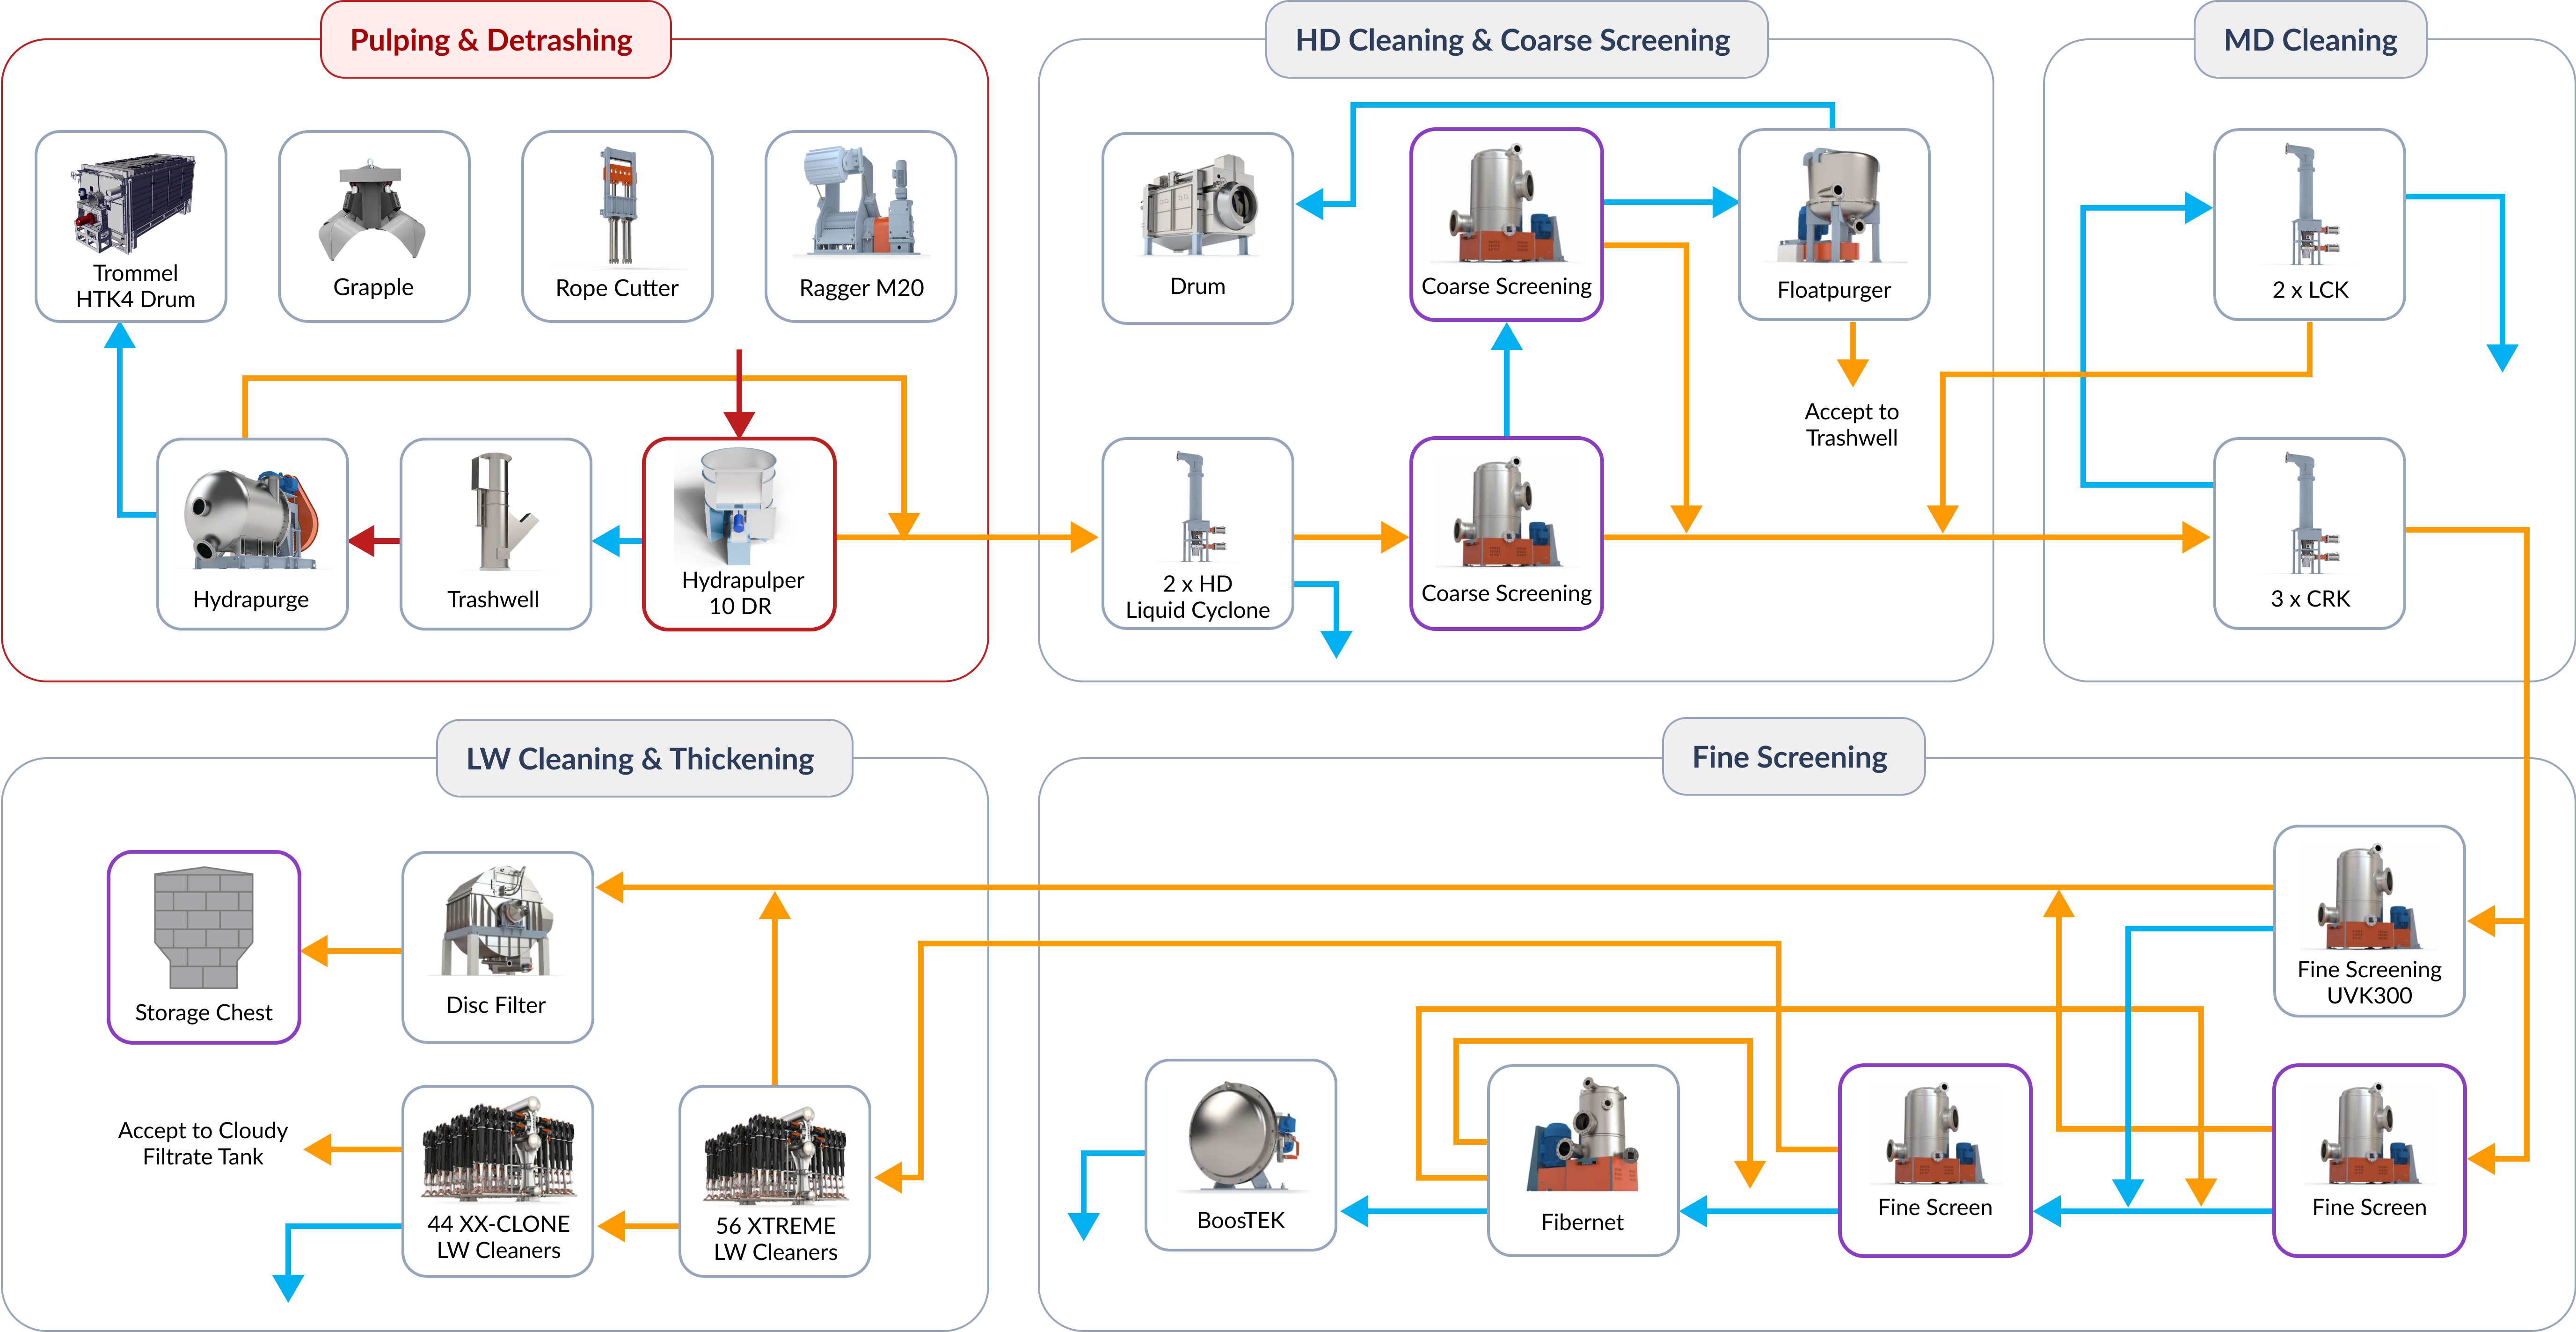 Pulping & Detrashing
Trommel
HTK4 Drum
Grapple
Rope Cutter
Ragger M20
Hydrapurge
Trashwell
Hydrapulper
10 DR
HD Cleaning & Coarse Screening
Drum
Coarse Screening
Floatpurger
Accept to
Trashwell
2 x HD
Liquid Cyclone
Coarse Screening
MD Cleaning
2 x LCK
3 x CRK
LW Cleaning & Thickening
Storage Chest
Disc Filter
Accept to Cloudy
Filtrate Tank
44 XX-CLONE
LW Cleaners
56 XTREME
LW Cleaners
Fine Screening
Fine Screening
UVK300
BoosTEK
Fibernet
Fine Screen
Fine Screen